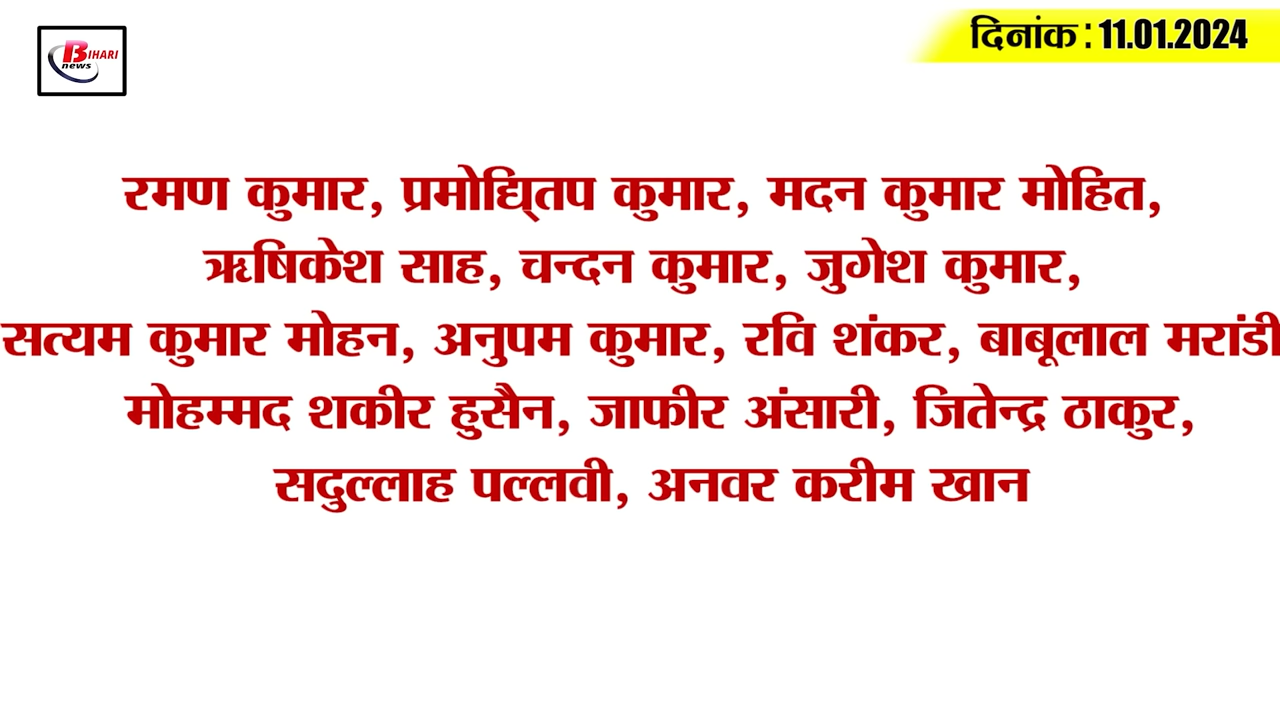 BIHARI
news
दिनांक : 11.01.2024
रमण कुमार, प्रमोद्यि्तप कुमार, मदन कुमार मोहित,
ऋषिकेश साह, चन्दन कुमार, जुगेश कुमार,
सत्यम कुमार मोहन, अनुपम कुमार, रवि शंकर, बाबूलाल मरांडी
मोहम्मद शकीर हुसैन, जाफीर अंसारी, जितेन्द्र ठाकुर,
सदुल्लाह पल्लवी, अनवर करीम खान